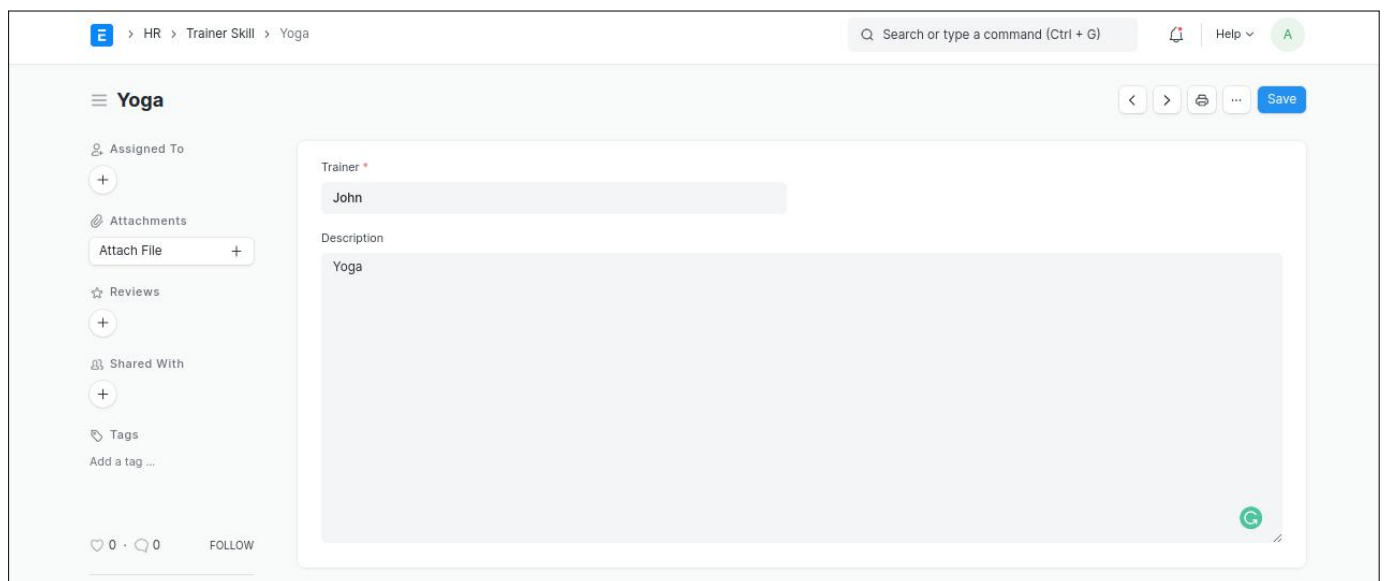 E > HR > Trainer Skill > Yoga
Search or type a command (Ctrl + G)
Help
A
Yoga
Save
Assigned To
Attachments
Attach File
Reviews
Shared With
Tags
Add a tag ...
0 · 0
FOLLOW
Trainer *
John
Description
Yoga